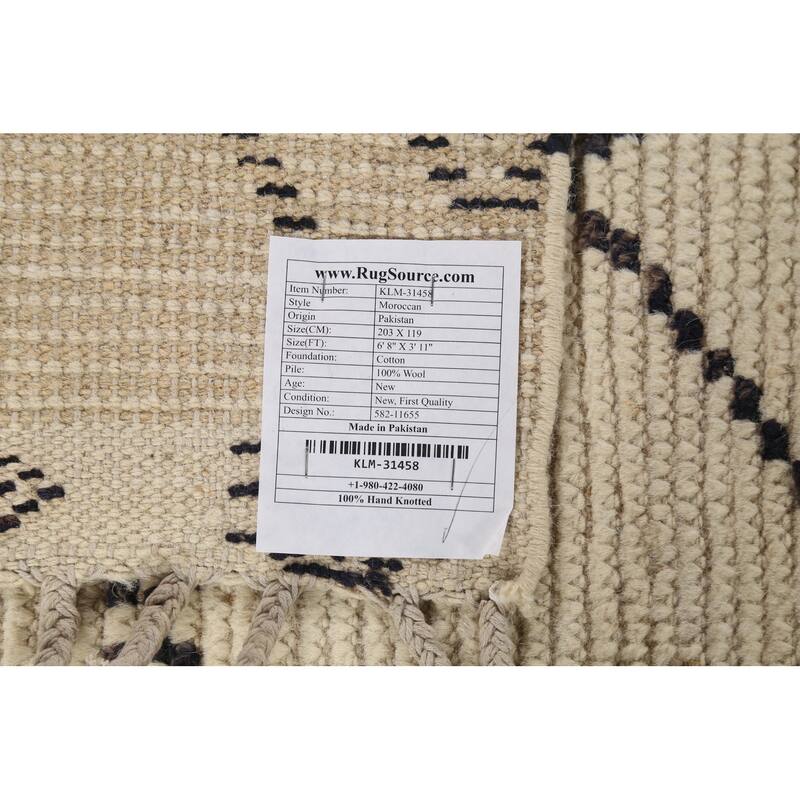 www.RugSource.com
Item Number: KLM-31458
Style Moroccan
Origin Pakistan
Size(CM): 203 X 119
Size(FT): 6' 8" X 3' 11"
Foundation: Cotton
Pile: 100% Wool
Age: New
Condition: New, First Quality
Design No.: 582-11655
Made in Pakistan
KLM-31458
+1-980-422-4080
100% Hand Knotted